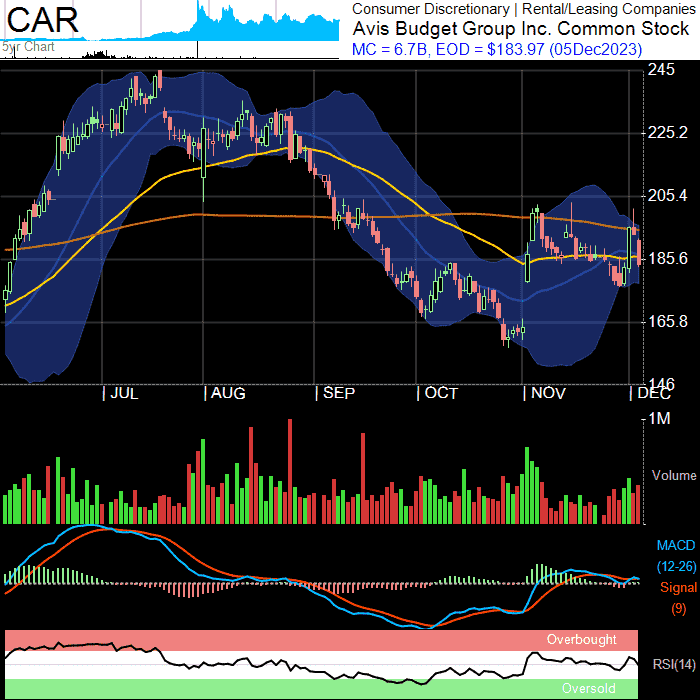 CAR
Consumer Discretionary | Rental/Leasing Companies
Avis Budget Group Inc. Common Stock
MC = 6.7B, EOD = $183.97 (05Dec2023)
5yr Chart
245
225.2
205.4
185.6
165.8
146
JUL
AUG
SEP
OCT
NOV
DEC
1M
Volume
MACD
(12-26)
Signal
(9)
Overbought
RSI(14)
Oversold